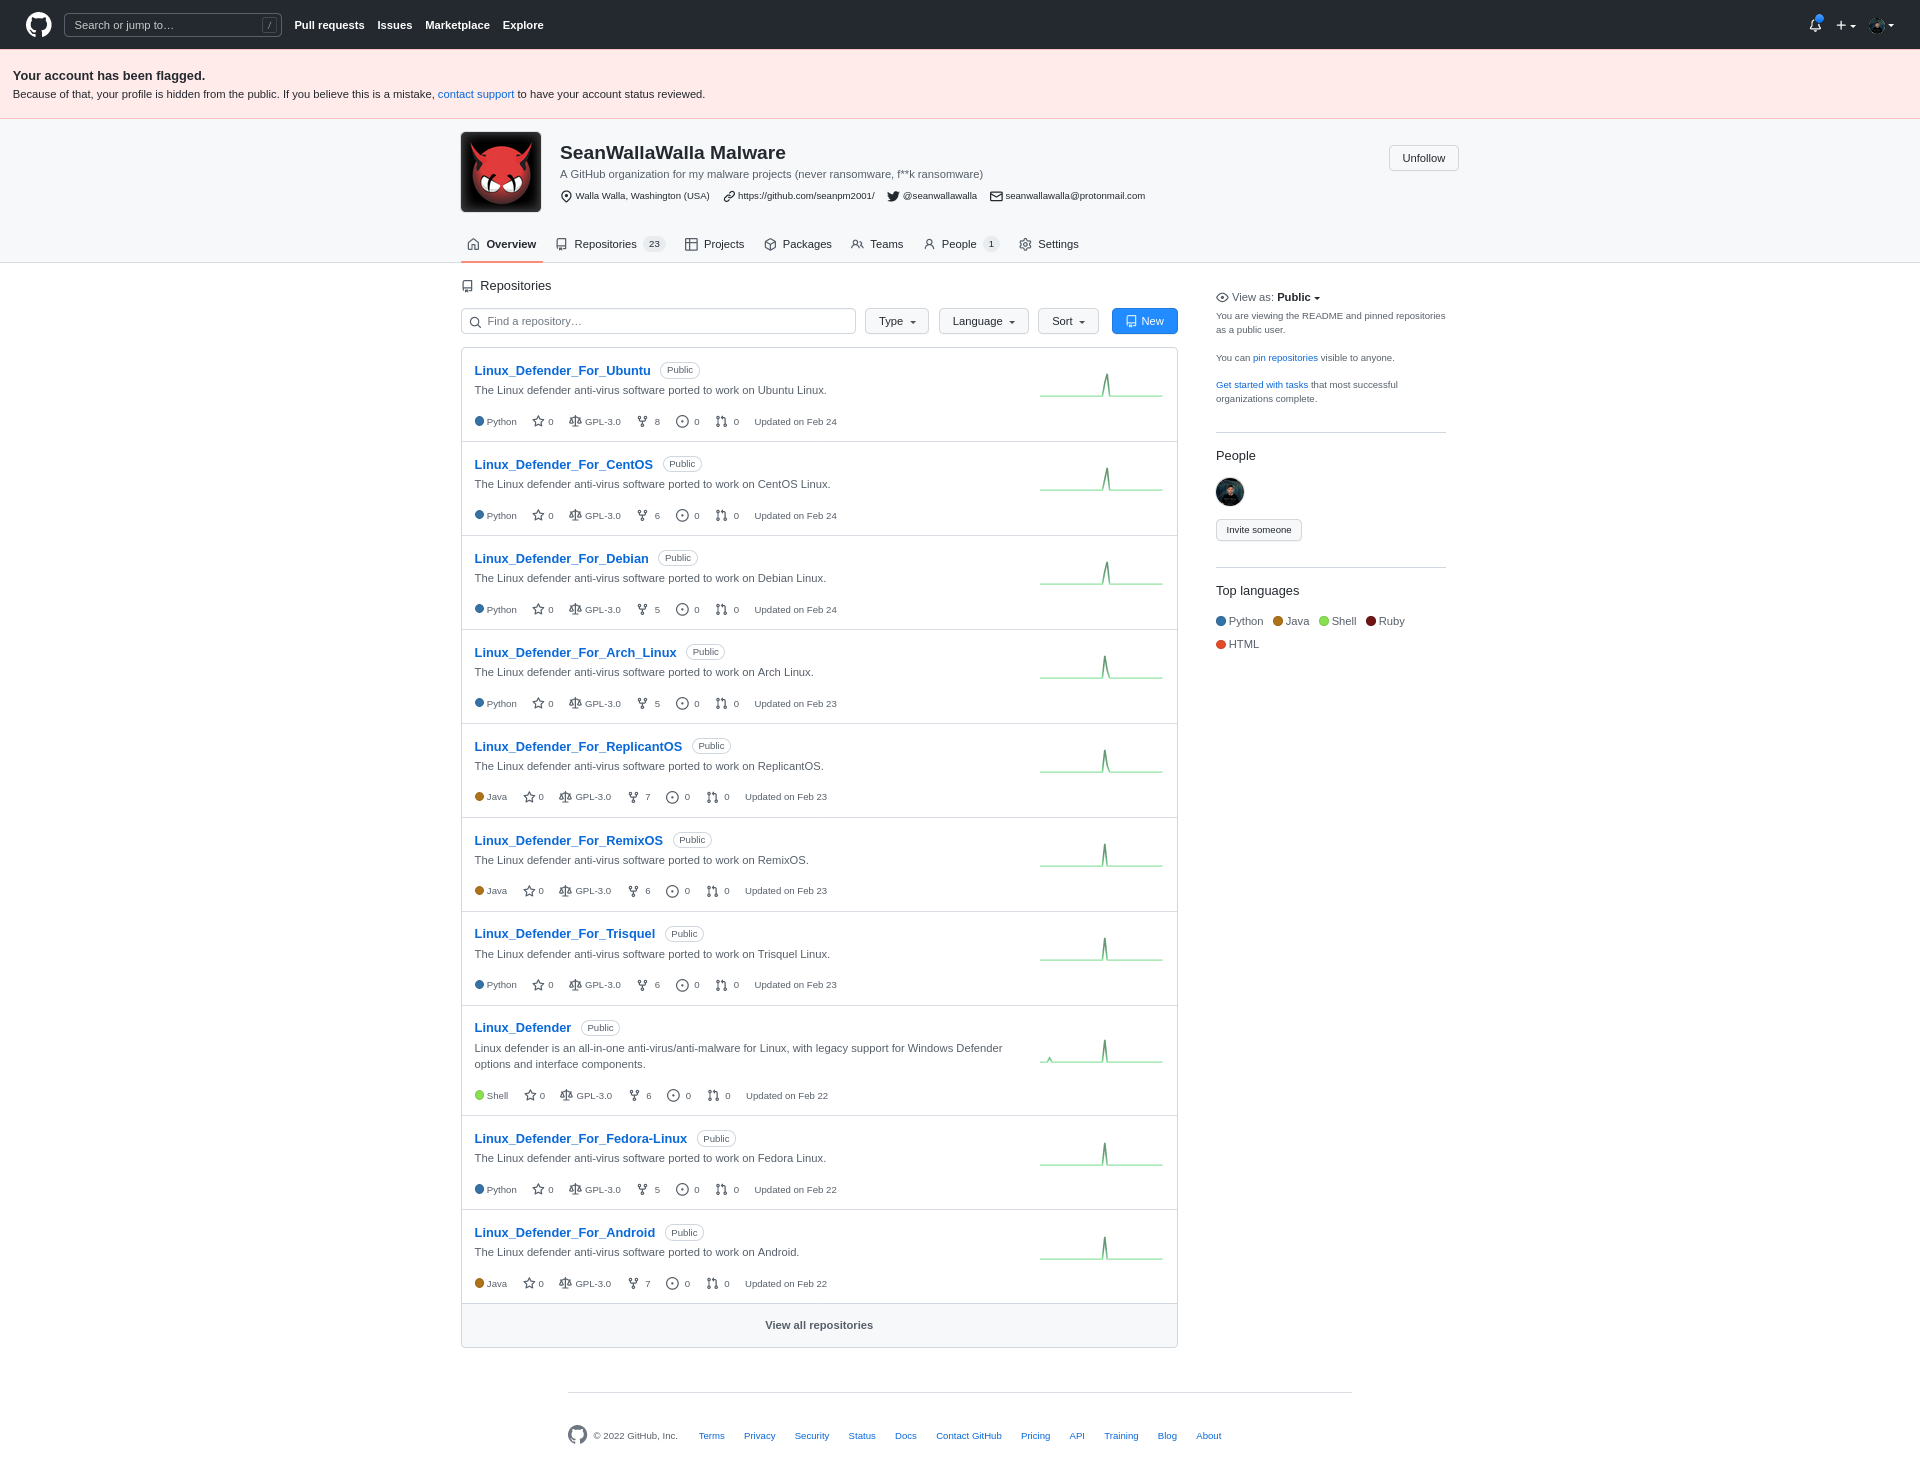 Search or jump to… /
Pull requests Issues Marketplace Explore
Your account has been flagged.
Because of that, your profile is hidden from the public. If you believe this is a mistake, contact support to have your account status reviewed.
SeanWallaWalla Malware
Unfollow
A GitHub organization for my malware projects (never ransomware, f**k ransomware)
Walla Walla, Washington (USA) https://github.com/seanpm2001/ @seanwallawalla seanwallawalla@protonmail.com
Overview Repositories 23 Projects Packages Teams People 1 Settings
Repositories
Find a repository… Type Language Sort New
Linux_Defender_For_Ubuntu Public
The Linux defender anti-virus software ported to work on Ubuntu Linux.
Python 0 GPL-3.0 8 0 0 Updated on Feb 24
Linux_Defender_For_CentOS Public
The Linux defender anti-virus software ported to work on CentOS Linux.
Python 0 GPL-3.0 6 0 0 Updated on Feb 24
Linux_Defender_For_Debian Public
The Linux defender anti-virus software ported to work on Debian Linux.
Python 0 GPL-3.0 5 0 0 Updated on Feb 24
Linux_Defender_For_Arch_Linux Public
The Linux defender anti-virus software ported to work on Arch Linux.
Python 0 GPL-3.0 5 0 0 Updated on Feb 23
Linux_Defender_For_ReplicantOS Public
The Linux defender anti-virus software ported to work on ReplicantOS.
Java 0 GPL-3.0 7 0 0 Updated on Feb 23
Linux_Defender_For_RemixOS Public
The Linux defender anti-virus software ported to work on RemixOS.
Java 0 GPL-3.0 6 0 0 Updated on Feb 23
Linux_Defender_For_Trisquel Public
The Linux defender anti-virus software ported to work on Trisquel Linux.
Python 0 GPL-3.0 6 0 0 Updated on Feb 23
Linux_Defender Public
Linux defender is an all-in-one anti-virus/anti-malware for Linux, with legacy support for Windows Defender
options and interface components.
Shell 0 GPL-3.0 6 0 0 Updated on Feb 22
Linux_Defender_For_Fedora-Linux Public
The Linux defender anti-virus software ported to work on Fedora Linux.
Python 0 GPL-3.0 5 0 0 Updated on Feb 22
Linux_Defender_For_Android Public
The Linux defender anti-virus software ported to work on Android.
Java 0 GPL-3.0 7 0 0 Updated on Feb 22
View all repositories
View as: Public
You are viewing the README and pinned repositories
as a public user.
You can pin repositories visible to anyone.
Get started with tasks that most successful
organizations complete.
People
Invite someone
Top languages
Python Java Shell Ruby
HTML
© 2022 GitHub, Inc. Terms Privacy Security Status Docs Contact GitHub Pricing API Training Blog About